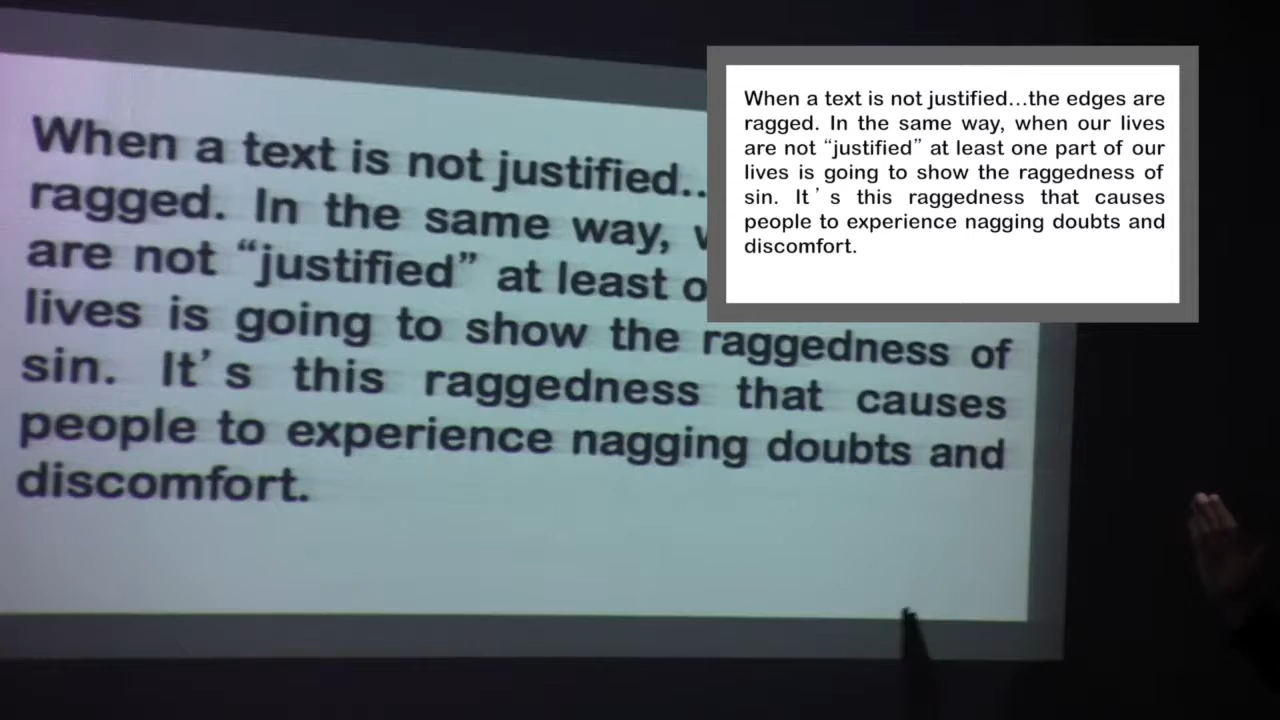 When a text is not justified..
ragged. In the same way,
are not “justified” at least
lives is going to show the raggedness of
sin. It’s this raggedness that causes
people to experience nagging doubts and
discomfort.
When a text is not justified...the edges are
ragged. In the same way, when our lives
are not “justified” at least one part of our
lives is going to show the raggedness of
sin. It’s this raggedness that causes
people to experience nagging doubts and
discomfort.